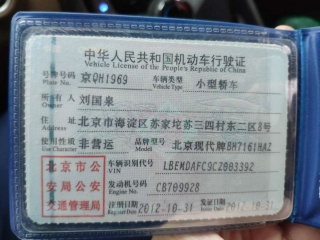 中华人民共和国机动车行驶证
Vehicle License of the People's Republic of China
号牌号码 京QH1969 车辆类型 小型轿车
Plate No. Vehicle Type
所有人 刘国泉
Owner
住址 北京市海淀区苏家坨苏三四村东二区8号
Address
使用性质 非营运 品牌型号 北京现代牌BH7161HAZ
Use Character Model
北京市公安局公安交通管理局
车辆识别代号 LBEMDAFC9CZ003392
VIN
发动机号码 CB709928
Engine No.
注册日期 2012-10-31 发证日期 2012-10-31
Register Date Issue Date